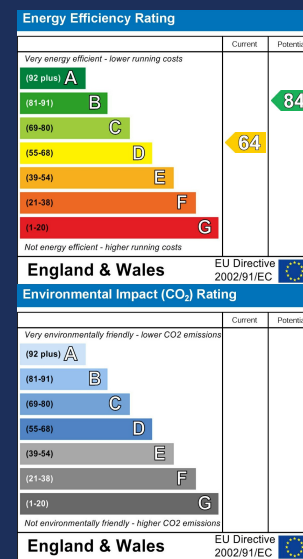 Energy Efficiency Rating
Current Potentia
Very energy efficient - lower running costs
(92 plus) A
(81-91) B 84
(69-80) C
(55-68) D 64
(39-54) E
(21-38) F
(1-20) G
Not energy efficient - higher running costs
England & Wales EU Directive 2002/91/EC
Environmental Impact (CO₂) Rating
Current Potentia
Very environmentally friendly - lower CO2 emissions
(92 plus) A
(81-91) B
(69-80) C
(55-68) D
(39-54) E
(21-38) F
(1-20) G
Not environmentally friendly - higher CO2 emissions
England & Wales EU Directive 2002/91/EC